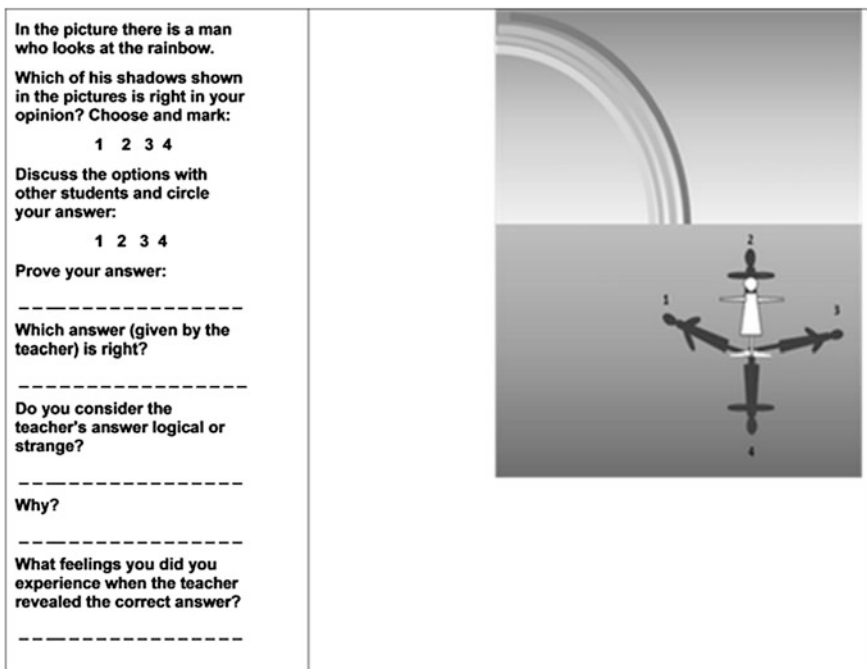 In the picture there is a man
who looks at the rainbow.
Which of his shadows shown
in the pictures is right in your
opinion? Choose and mark:
1 2 3 4
Discuss the options with
other students and circle
your answer:
1 2 3 4
Prove your answer:
Which answer (given by the
teacher) is right?
Do you consider the
teacher's answer logical or
strange?
Why?
What feelings you did you
experience when the teacher
revealed the correct answer?
2
1
3
4